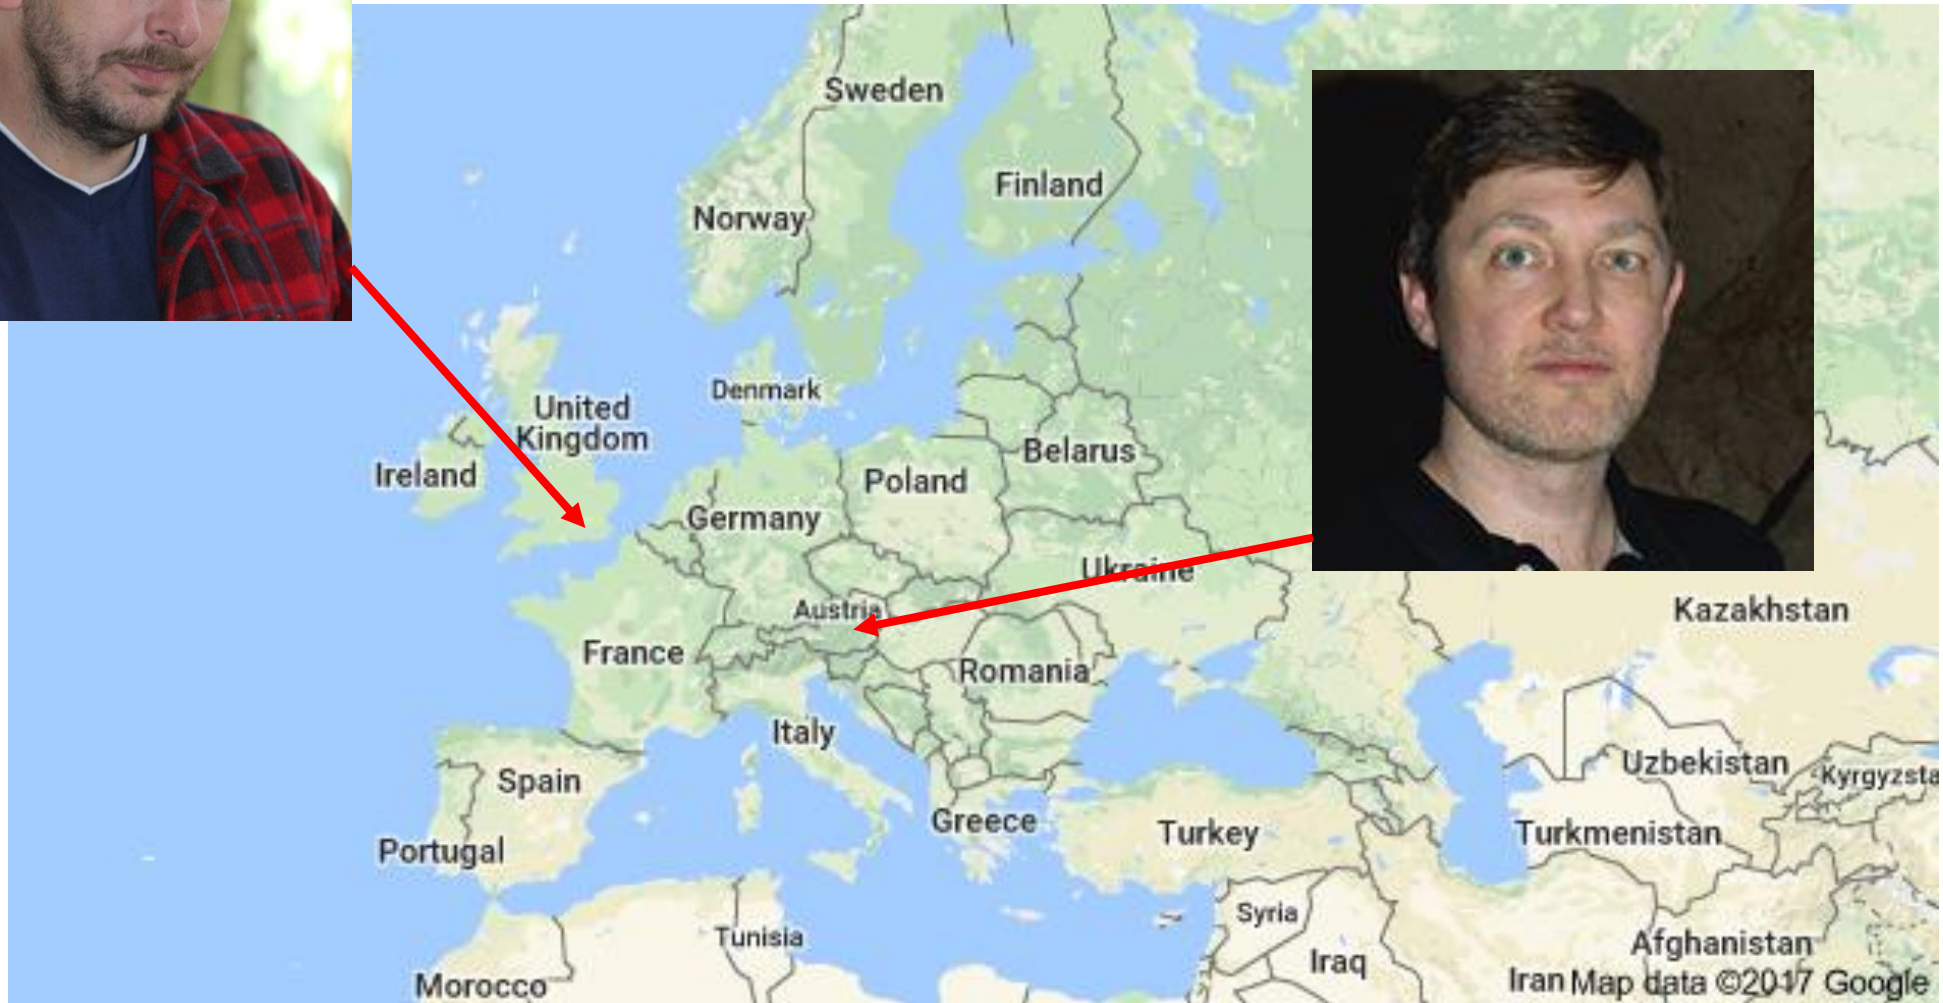 Sweden
Finland
Norway
Denmark
United
Kingdom
Ireland
Belarus
Poland
Germany
Ukraine
Austria
Kazakhstan
France
Romania
Italy
Uzbekistan
Kyrgyzsta
Spain
Greece
Turkey
Turkmenistan
Portugal
Syria
Tunisia
Afghanistan
Iraq
Iran Map data ©2017 Google
Morocco